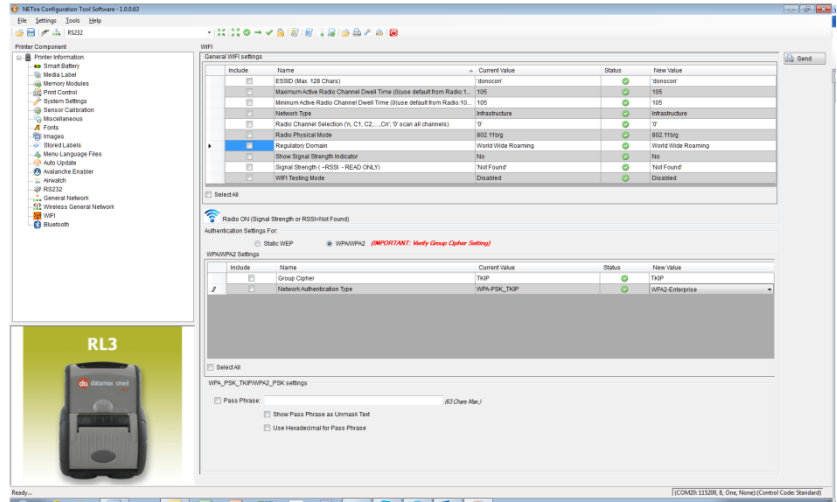 NETira Configuration Tool Software - 1.0.0.63
File Settings Tools Help
RS232
Printer Component
Printer Information
Smart Battery
Media Label
Memory Modules
Print Control
System Settings
Sensor Calibration
Miscellaneous
Fonts
Images
Stored Labels
Menu Language Files
Auto Update
Avalanche Enabler
Airwatch
RS232
General Network
Wireless General Network
WIFI
Bluetooth
WIFI
General WIFI settings
Send
Include Name Current Value Status New Value
ESSID (Max. 128 Chars) 'donocon' 'donocon'
Maximum Active Radio Channel Dwell Time (0(use default from Radio:1... 105 105
Mininum Active Radio Channel Dwell Time (0(use default from Radio:10... 105 105
Network Type Infrastructure Infrastructure
Radio Channel Selection ('n, C1, C2,...,Cn', '0' scan all channels) '0' '0'
Radio Physical Mode 802.11b/g 802.11b/g
Regulatory Domain World Wide Roaming World Wide Roaming
Show Signal Strength Indicator No No
Signal Strength ( --RSSI --READ ONLY) 'Not Found' 'Not Found'
WIFI Testing Mode Disabled Disabled
Select All
Radio ON (Signal Strength or RSSI=Not Found)
Authentication Settings For:
Static WEP WPA/WPA2 (IMPORTANT: Verify Group Cipher Setting)
WPA/WPA2 Settings
Include Name Current Value Status New Value
Group Cipher TKIP TKIP
Network Authentication Type WPA-PSK_TKIP WPA2-Enterprise
Select All
WPA_PSK_TKIP/WPA2_PSK settings
Pass Phrase: (63 Chars Max.)
Show Pass Phrase as Unmask Text
Use Hexadecimal for Pass Phrase
RL3
datamax oneil
Ready...
(COM20: 115200, 8, One, None) (Control Code: Standard)